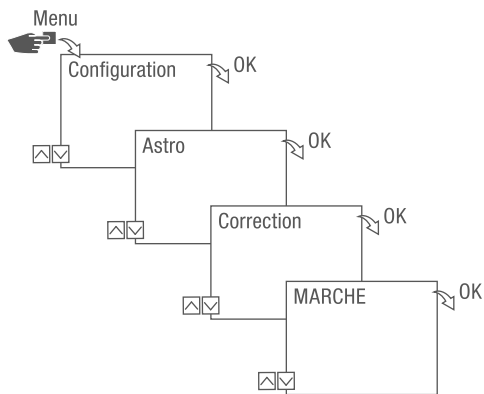 Menu
Configuration
OK
Astro
OK
Correction
OK
MARCHE
OK